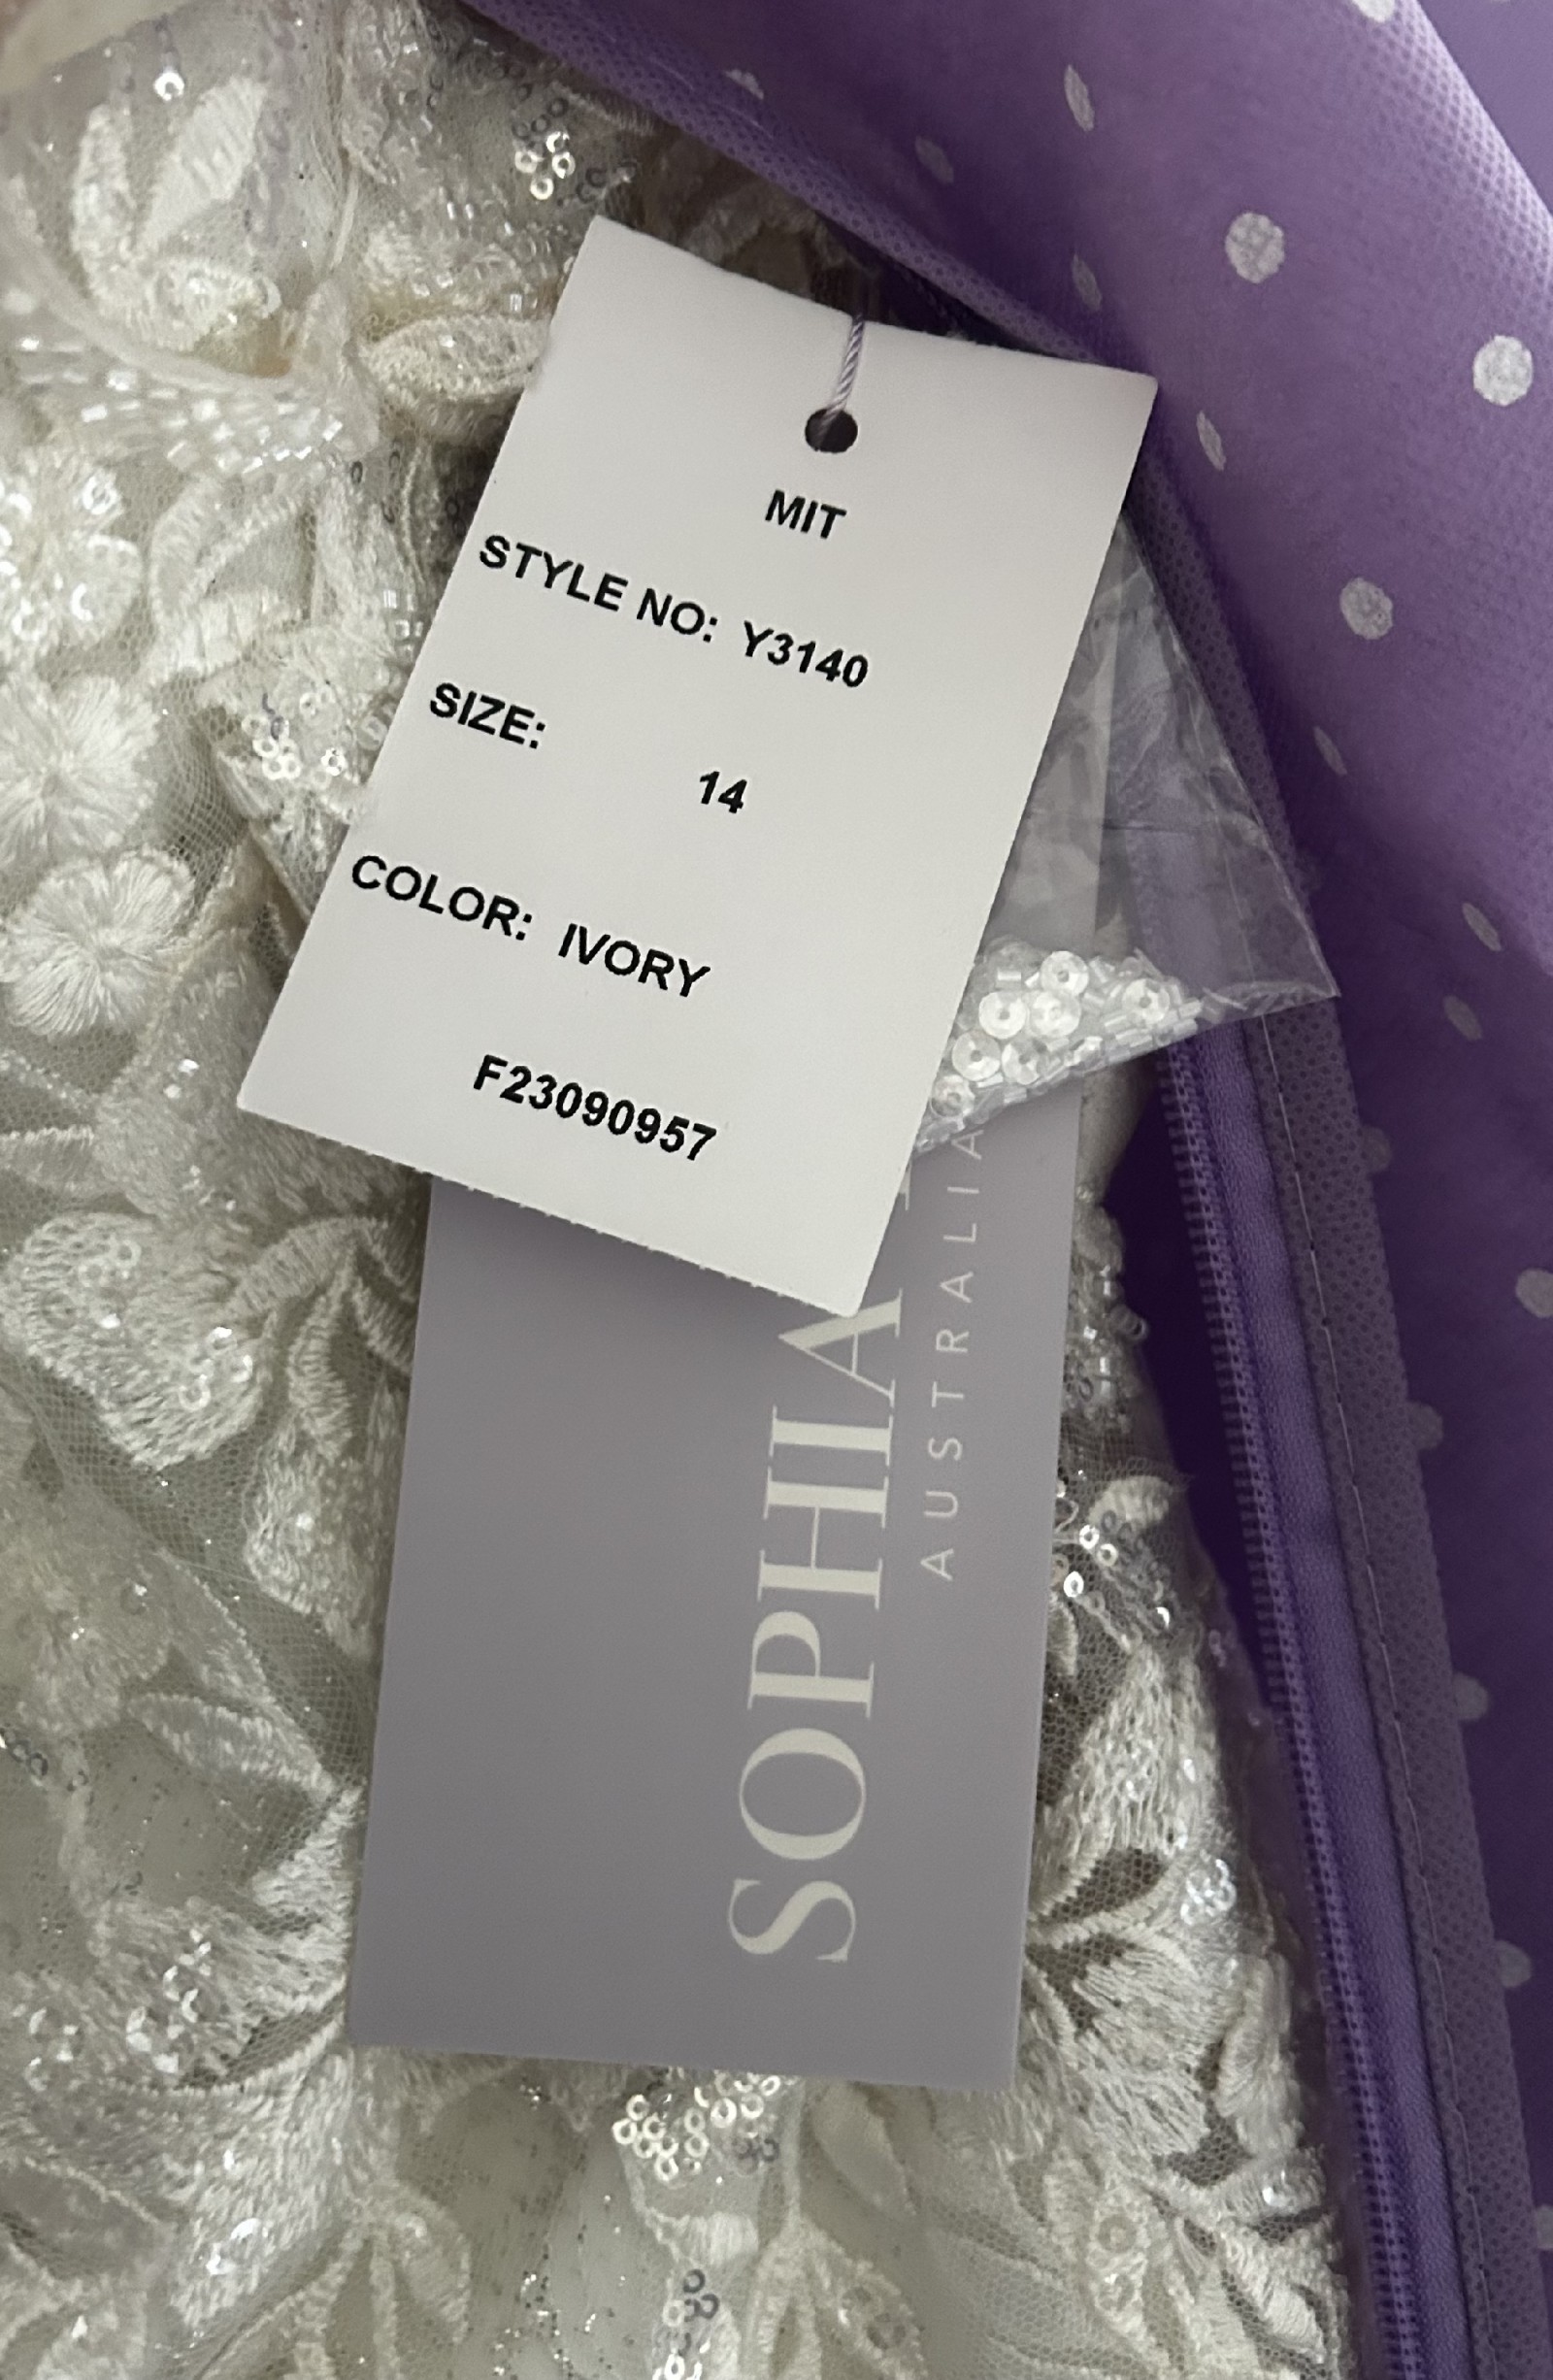 MIT
STYLE NO: Y3140
SIZE:
14
COLOR: IVORY
F23090957
SOPHIA
AUSTRALIA